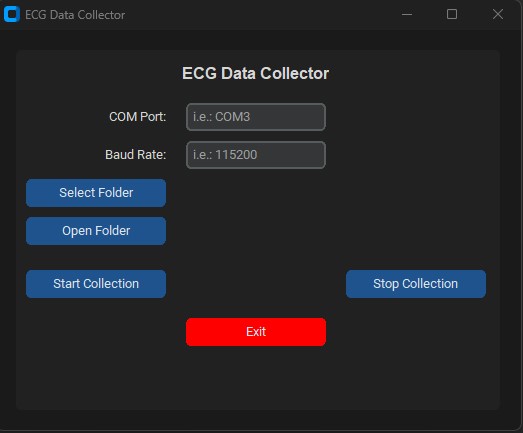 ECG Data Collector
ECG Data Collector
COM Port: i.e.: COM3
Baud Rate: i.e.: 115200
Select Folder
Open Folder
Start Collection Stop Collection
Exit